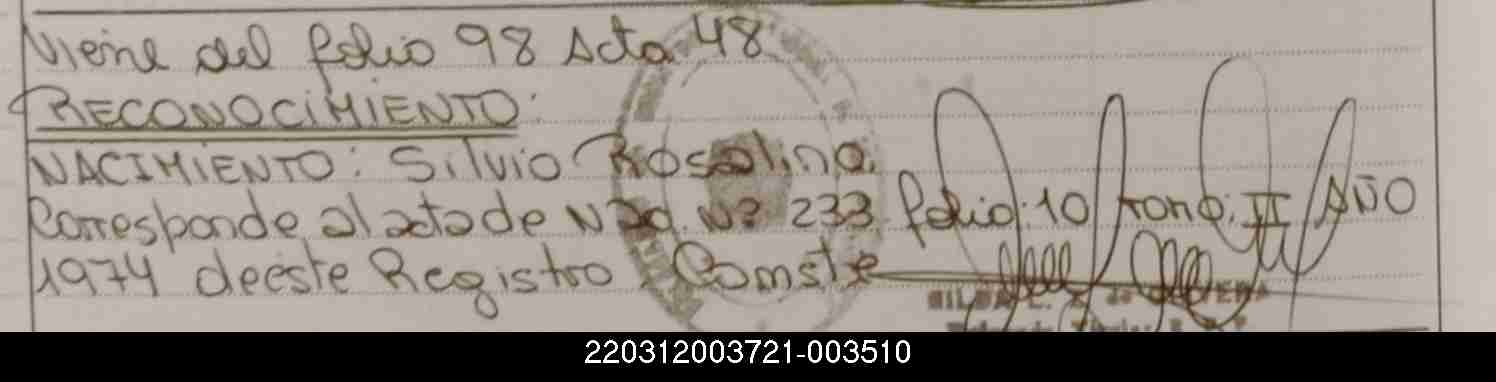 Viene del folio 98 Acta 48
RECONOCIMIENTO:
NACIMIENTO: Silvio Rosalino.
Corresponde al acta de Nac. Nº 233 folio: 10 tomo: II AÑO
1974 de este Registro. Conste
220312003721-003510